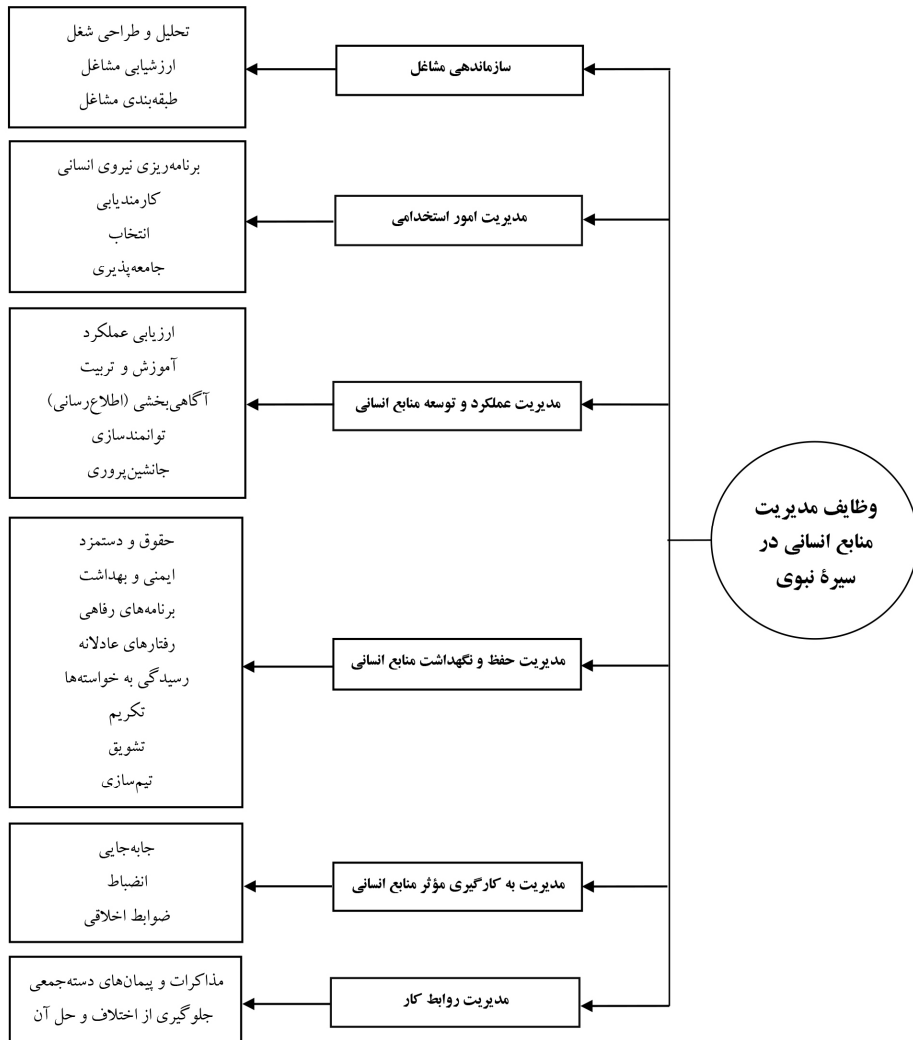 وظایف مدیریت
منابع انسانی در
سیرهٔ نبوی
سازماندهی مشاغل
تحلیل و طراحی شغل
ارزشیابی مشاغل
طبقه‌بندی مشاغل
مدیریت امور استخدامی
برنامه‌ریزی نیروی انسانی
کارمندیابی
انتخاب
جامعه‌پذیری
مدیریت عملکرد و توسعه منابع انسانی
ارزیابی عملکرد
آموزش و تربیت
آگاهی‌بخشی (اطلاع‌رسانی)
توانمندسازی
جانشین‌پروری
مدیریت حفظ و نگهداشت منابع انسانی
حقوق و دستمزد
ایمنی و بهداشت
برنامه‌های رفاهی
رفتارهای عادلانه
رسیدگی به خواسته‌ها
تکریم
تشویق
تیم‌سازی
مدیریت به کارگیری مؤثر منابع انسانی
جابه‌جایی
انضباط
ضوابط اخلاقی
مدیریت روابط کار
مذاکرات و پیمان‌های دسته‌جمعی
جلوگیری از اختلاف و حل آن